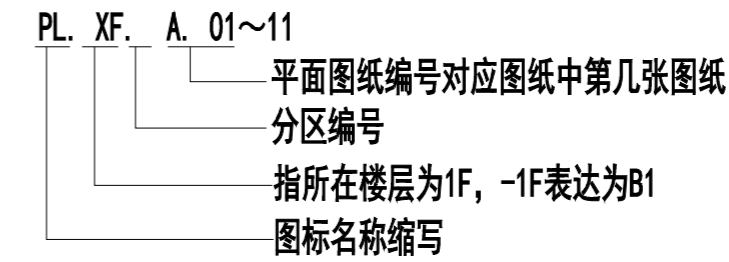 PL. XF. A. 01～11
平面图纸编号对应图纸中第几张图纸
分区编号
指所在楼层为1F，-1F表达为B1
图标名称缩写